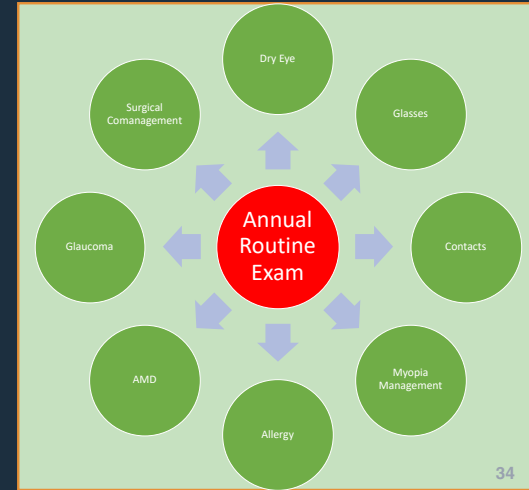 Dry Eye
Surgical
Comanagement
Glasses
Glaucoma
Annual
Routine
Exam
Contacts
AMD
Myopia
Management
Allergy
34